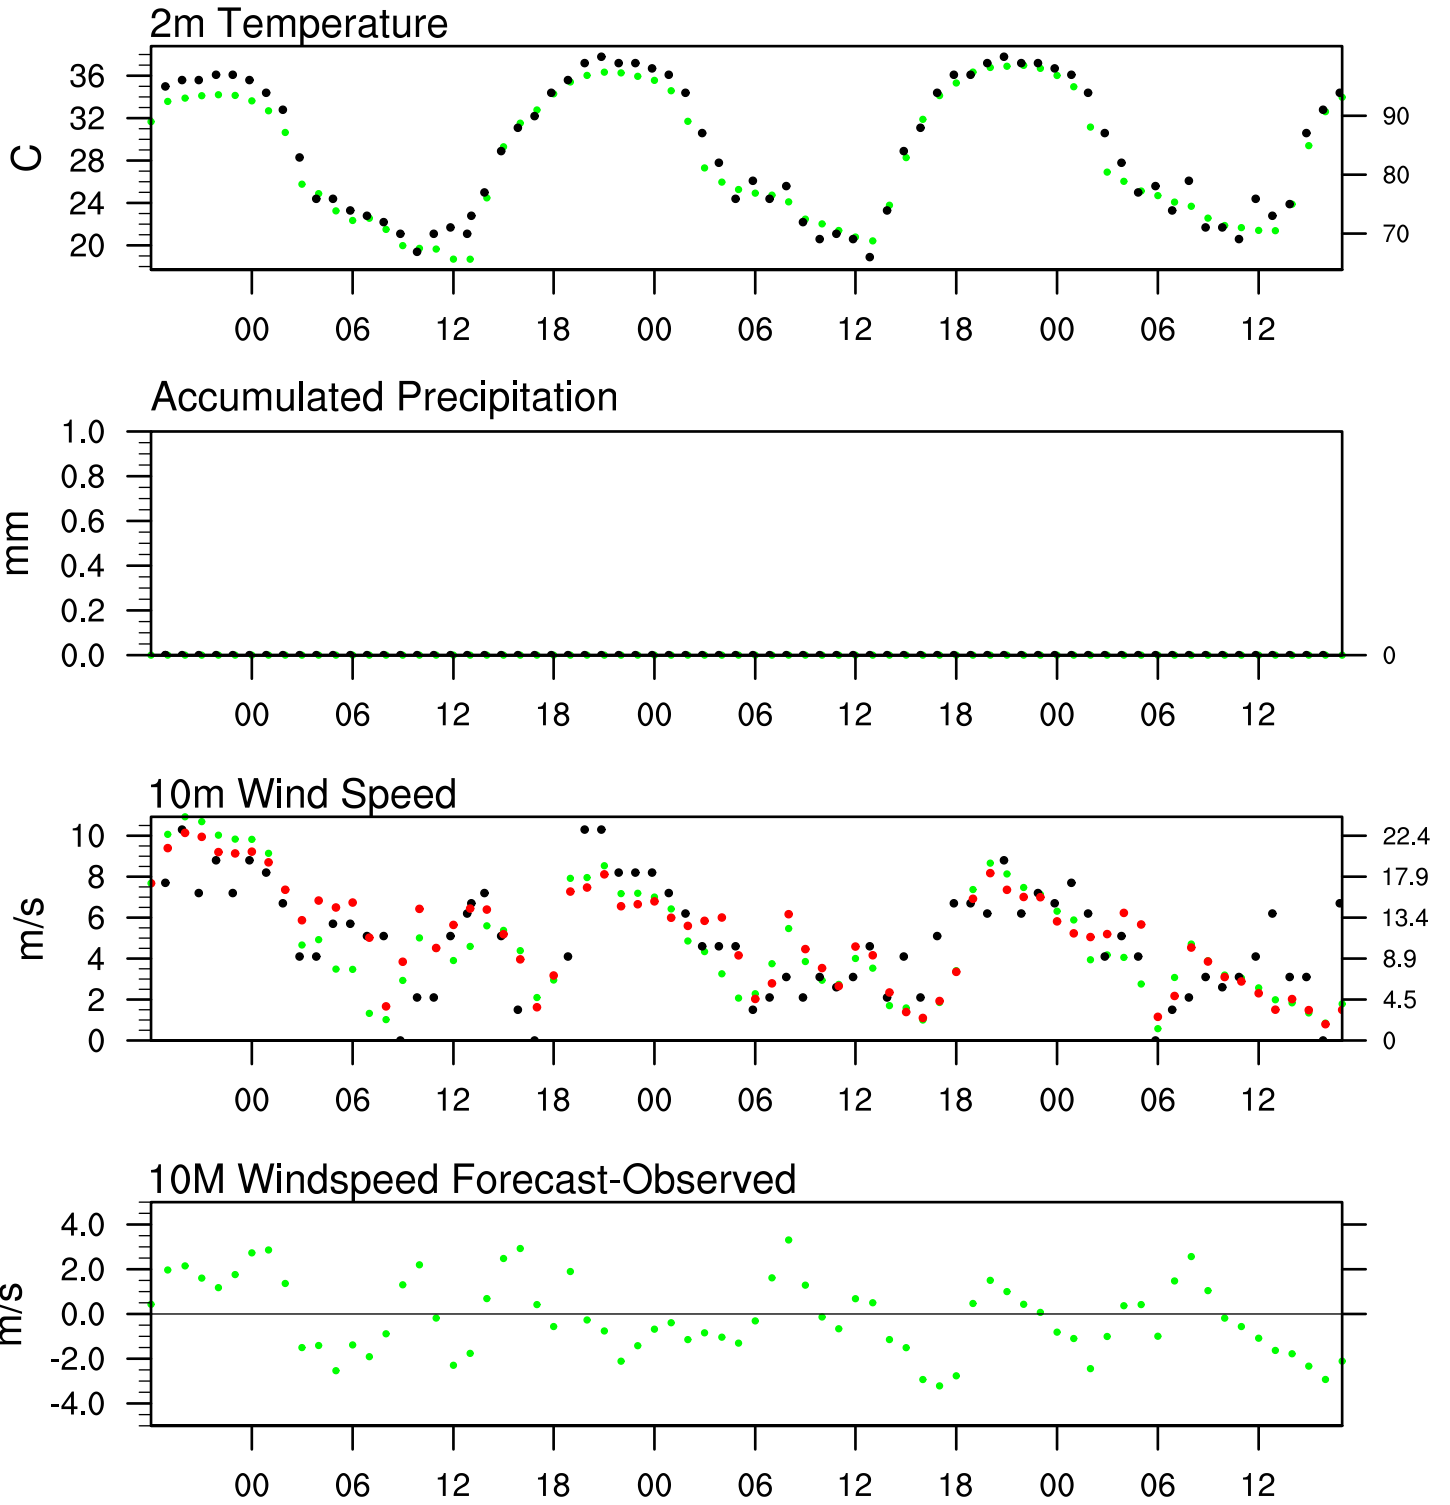 2m Temperature
C
36
32
28
24
20
90
80
70
00 06 12 18 00 06 12 18 00 06 12
Accumulated Precipitation
mm
1.0
0.8
0.6
0.4
0.2
0.0
0
00 06 12 18 00 06 12 18 00 06 12
10m Wind Speed
m/s
10
8
6
4
2
0
22.4
17.9
13.4
8.9
4.5
0
00 06 12 18 00 06 12 18 00 06 12
10M Windspeed Forecast-Observed
m/s
4.0
2.0
0.0
-2.0
-4.0
00 06 12 18 00 06 12 18 00 06 12